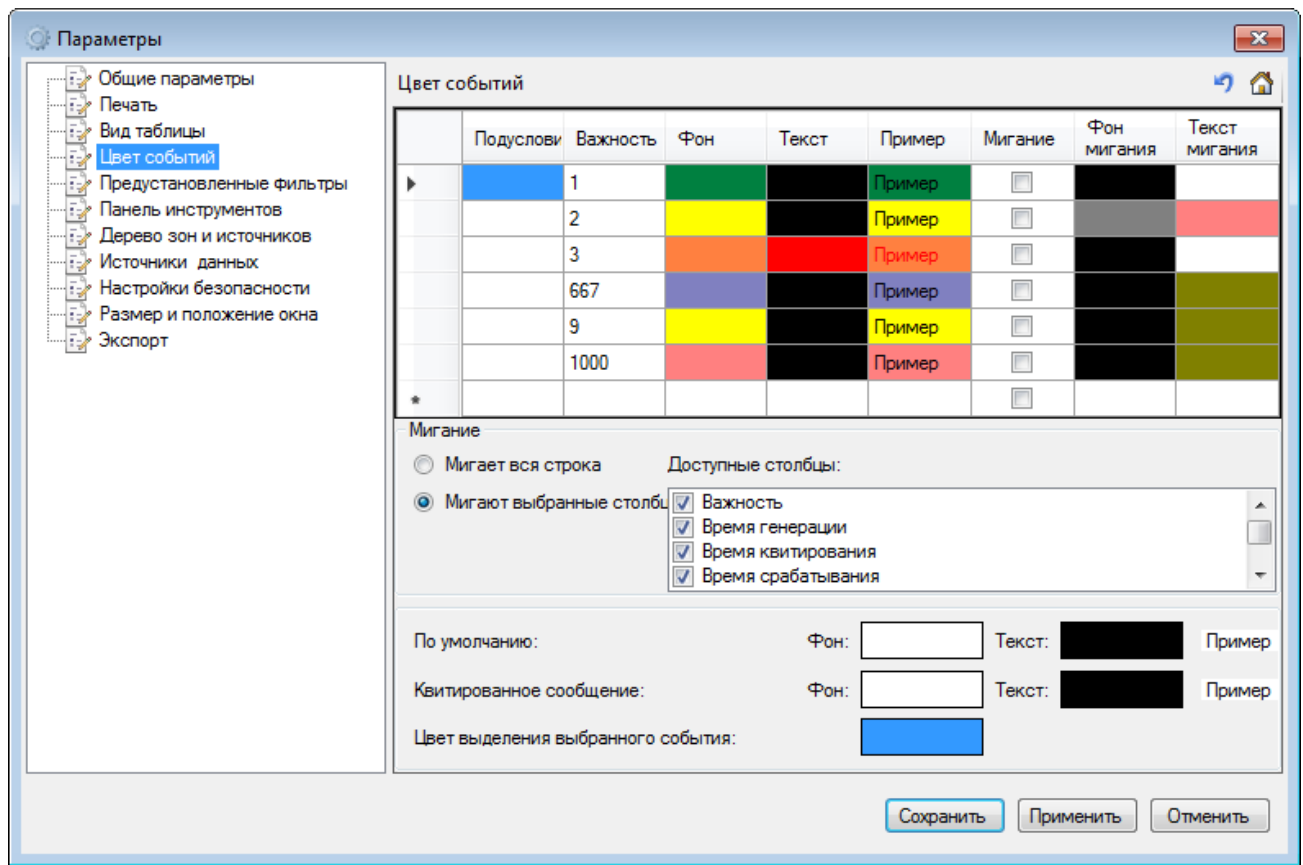 Параметры
Общие параметры
Печать
Вид таблицы
Цвет событий
Предустановленные фильтры
Панель инструментов
Дерево зон и источников
Источники данных
Настройки безопасности
Размер и положение окна
Экспорт
Цвет событий
Подуслови Важность Фон Текст Пример Мигание Фон мигания Текст мигания
1 Пример
2 Пример
3 Пример
667 Пример
9 Пример
1000 Пример
*
Мигание
Мигает вся строка Доступные столбцы:
Мигают выбранные столбц
Важность
Время генерации
Время квитирования
Время срабатывания
По умолчанию: Фон: Текст: Пример
Квитированное сообщение: Фон: Текст: Пример
Цвет выделения выбранного события:
Сохранить Применить Отменить